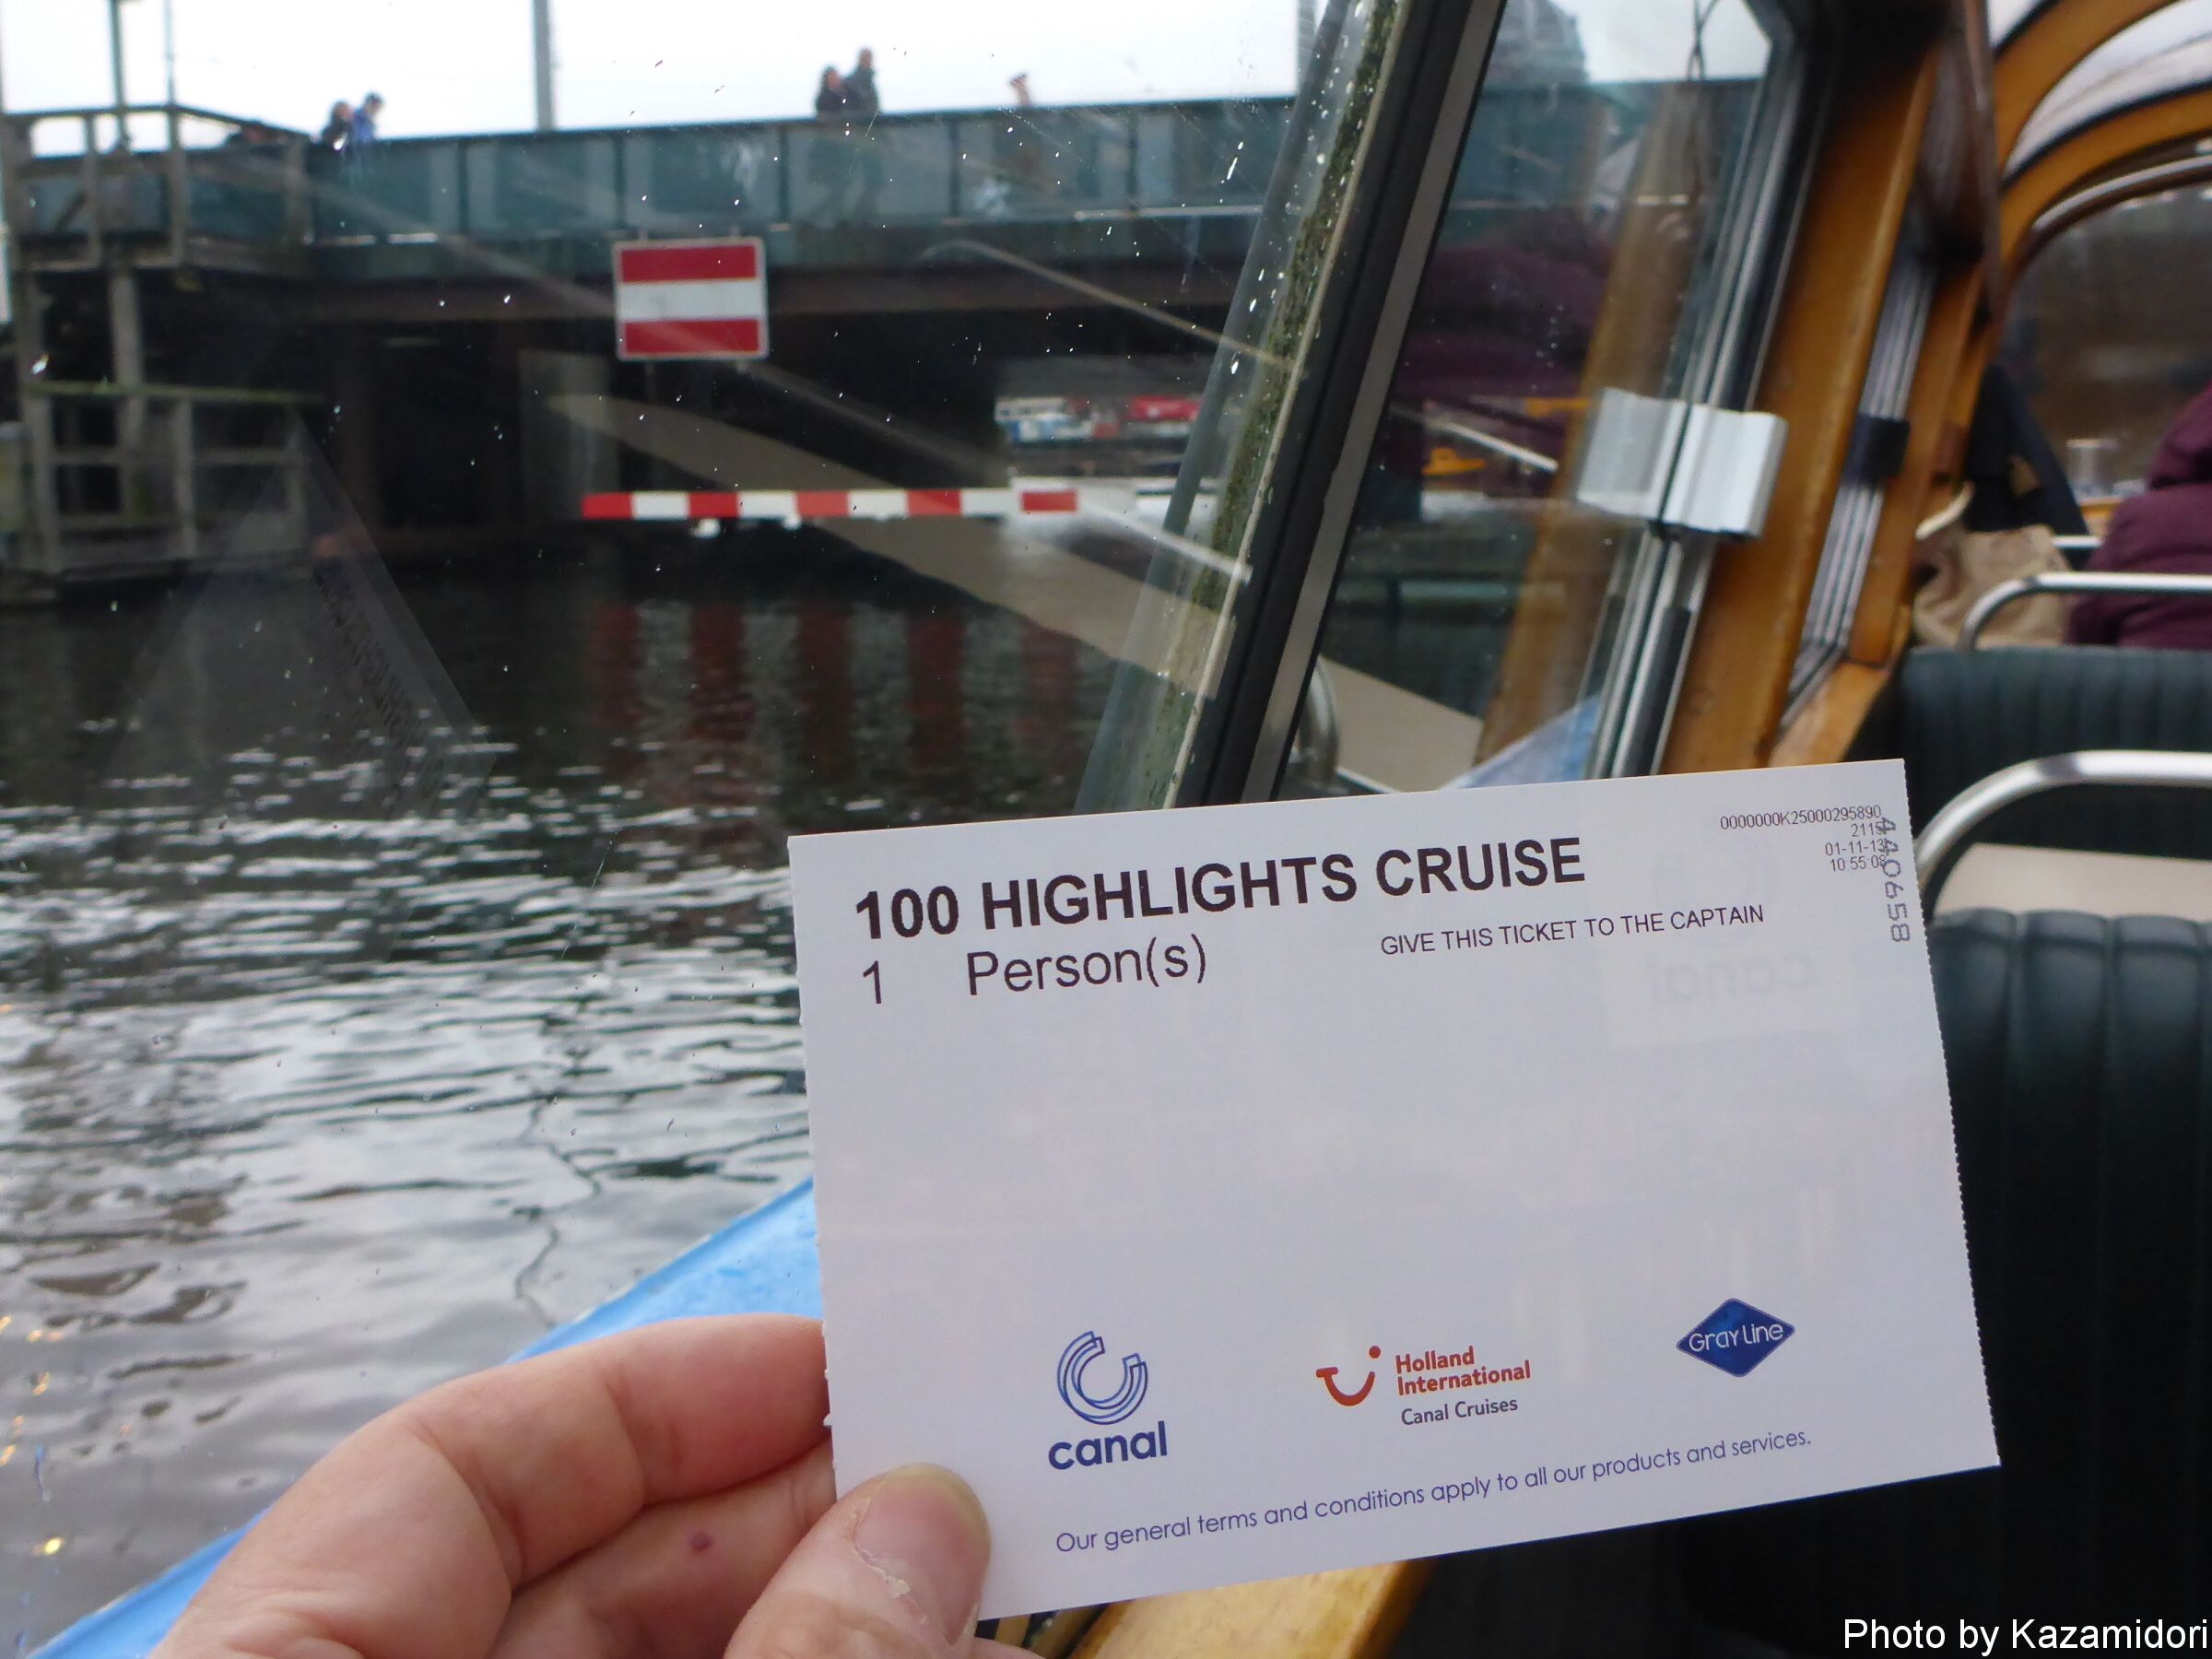 100 HIGHLIGHTS CRUISE
1 Person(s)
GIVE THIS TICKET TO THE CAPTAIN
0000000K25000295890
2115
01-11-13
10 55 08
440658
canal
Holland
International
Canal Cruises
Gray Line
Our general terms and conditions apply to all our products and services.
Photo by Kazamidori